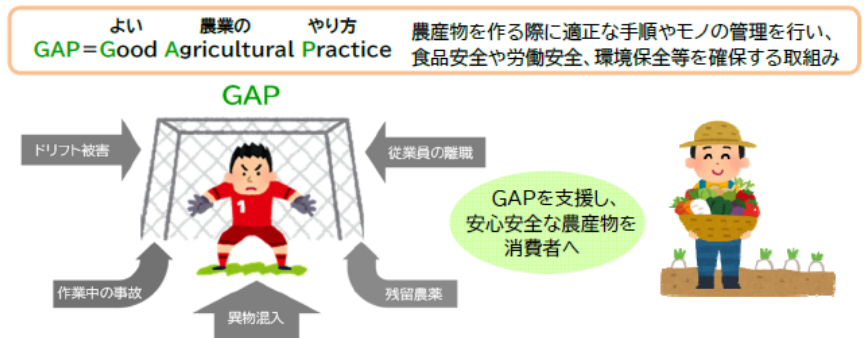 よい 農業の やり方
GAP=Good Agricultural Practice
農産物を作る際に適正な手順やモノの管理を行い、
食品安全や労働安全、環境保全等を確保する取組み
GAP
ドリフト被害
従業員の離職
1
作業中の事故
異物混入
残留農薬
GAPを支援し、
安心安全な農産物を
消費者へ